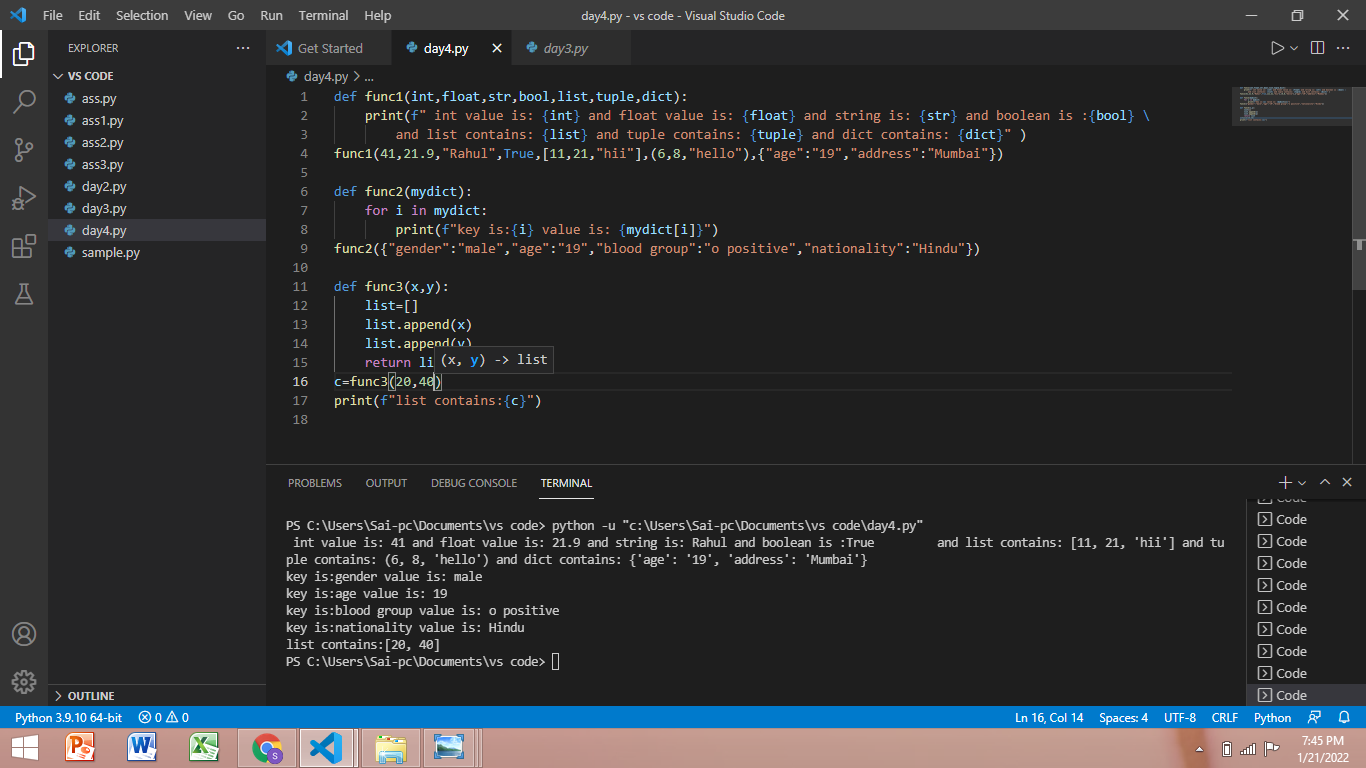 File Edit Selection View Go Run Terminal Help
day4.py - vs code - Visual Studio Code
EXPLORER
VS CODE
ass.py
ass1.py
ass2.py
ass3.py
day2.py
day3.py
day4.py
sample.py
OUTLINE
Get Started
day4.py
day3.py
day4.py > ...
1 def func1(int,float,str,bool,list,tuple,dict):
2     print(f" int value is: {int} and float value is: {float} and string is: {str} and boolean is :{bool} \
3         and list contains: {list} and tuple contains: {tuple} and dict contains: {dict}" )
4 func1(41,21.9,"Rahul",True,[11,21,"hii"],(6,8,"hello"),{"age":"19","address":"Mumbai"})
5
6 def func2(mydict):
7     for i in mydict:
8         print(f"key is:{i} value is: {mydict[i]}")
9 func2({"gender":"male","age":"19","blood group":"o positive","nationality":"Hindu"})
10
11 def func3(x,y):
12     list=[]
13     list.append(x)
14     list.append(y)
15     return li
(x, y) -> list
16 c=func3(20,40)
17 print(f"list contains:{c}")
18
PROBLEMS OUTPUT DEBUG CONSOLE TERMINAL
PS C:\Users\Sai-pc\Documents\vs code> python -u "c:\Users\Sai-pc\Documents\vs code\day4.py"
 int value is: 41 and float value is: 21.9 and string is: Rahul and boolean is :True        and list contains: [11, 21, 'hii'] and tu
ple contains: (6, 8, 'hello') and dict contains: {'age': '19', 'address': 'Mumbai'}
key is:gender value is: male
key is:age value is: 19
key is:blood group value is: o positive
key is:nationality value is: Hindu
list contains:[20, 40]
PS C:\Users\Sai-pc\Documents\vs code>
Code
Code
Code
Code
Code
Code
Code
Code
Code
Code
Python 3.9.10 64-bit 0 0
Ln 16, Col 14 Spaces: 4 UTF-8 CRLF Python
S
7:45 PM
1/21/2022